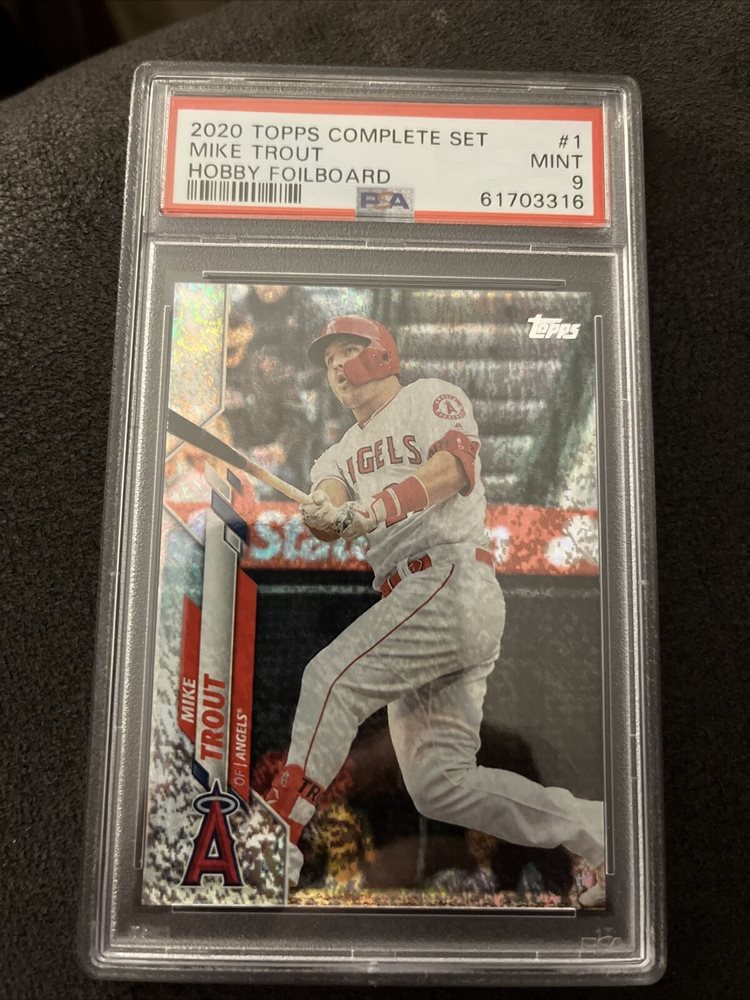 2020 TOPPS COMPLETE SET #1
MIKE TROUT MINT
HOBBY FOILBOARD 9
PSA 61703316
Topps
ANGELS
A
MIKE
TROUT
OF | ANGELS®
TR
A